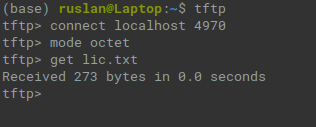 (base) ruslan@Laptop:~$ tftp
tftp> connect localhost 4970
tftp> mode octet
tftp> get lic.txt
Received 273 bytes in 0.0 seconds
tftp>